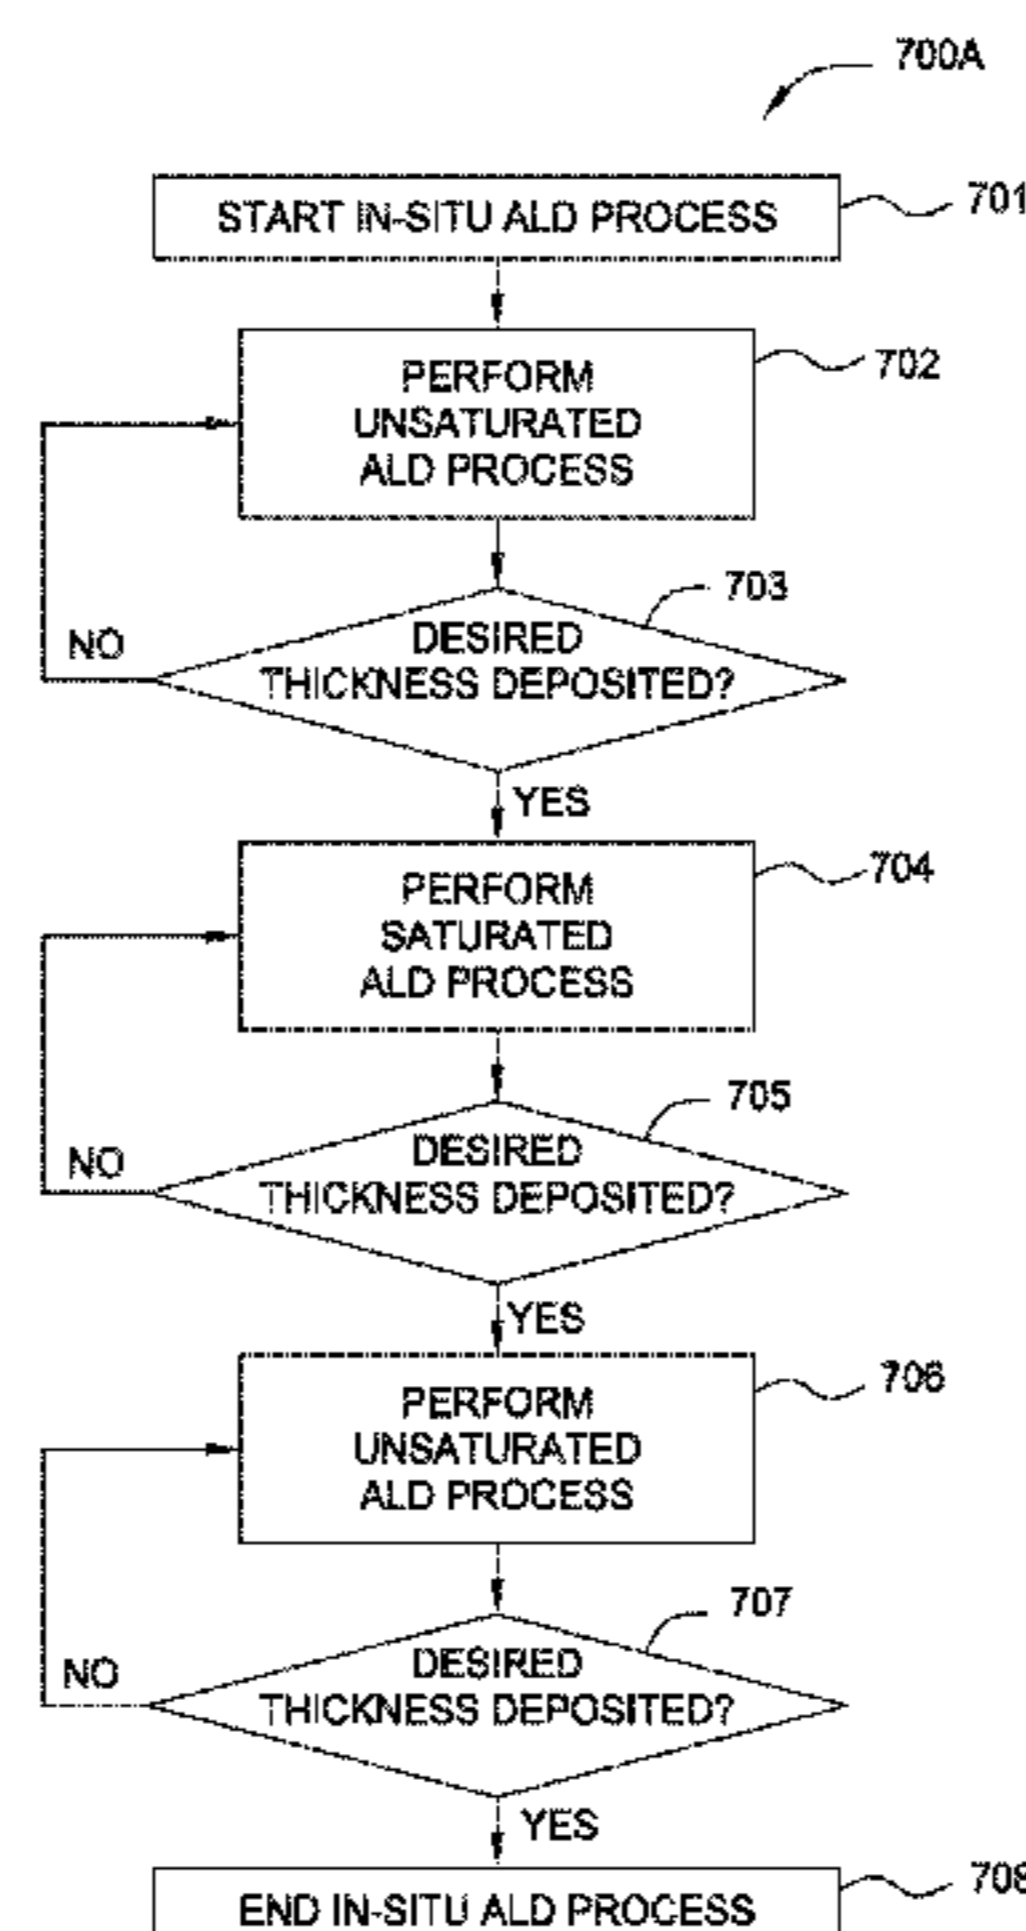 700A
START IN-SITU ALD PROCESS
701
PERFORM
UNSATURATED
ALD PROCESS
702
703
DESIRED
THICKNESS DEPOSITED?
NO
YES
PERFORM
SATURATED
ALD PROCESS
704
705
DESIRED
THICKNESS DEPOSITED?
NO
YES
PERFORM
UNSATURATED
ALD PROCESS
706
707
DESIRED
THICKNESS DEPOSITED?
NO
YES
END IN-SITU ALD PROCESS
708